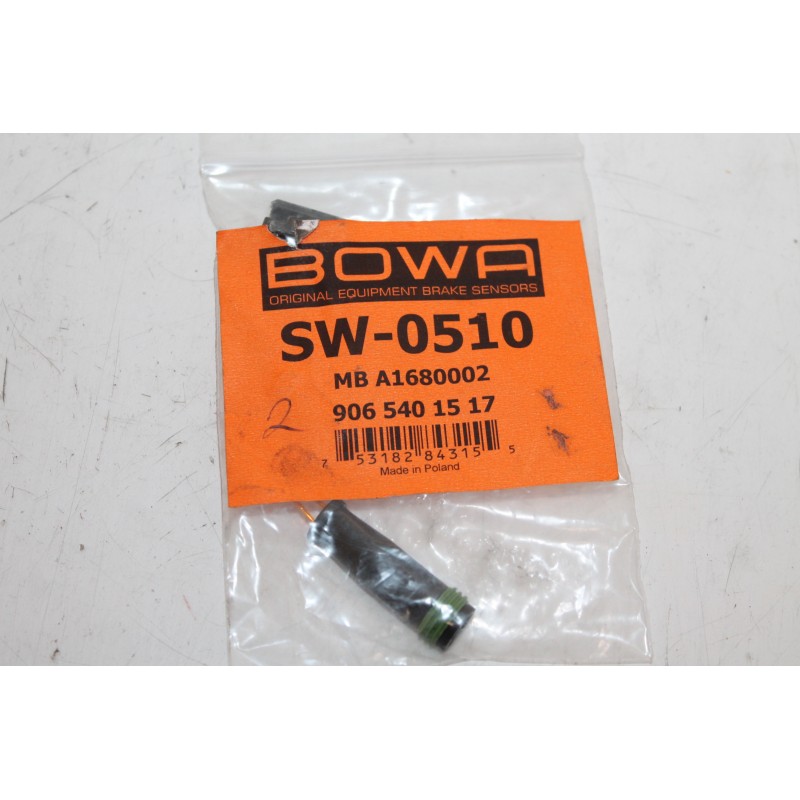 BOWA
ORIGINAL EQUIPMENT BRAKE SENSORS
SW-0510
MB A1680002
906 540 15 17
2
7 53182 84315 5
Made in Poland